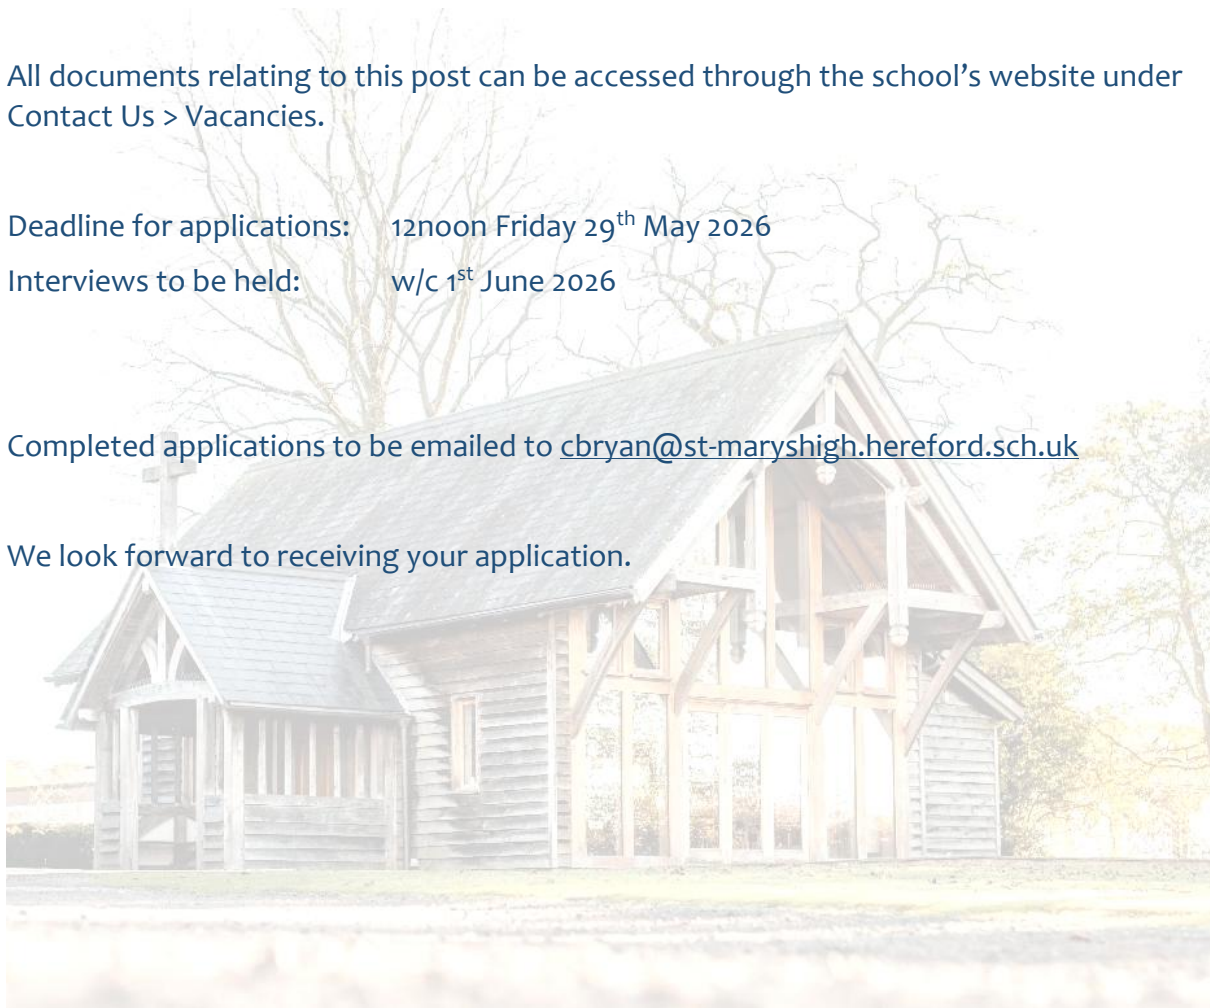 All documents relating to this post can be accessed through the school’s website under
Contact Us > Vacancies.
Deadline for applications: 12noon Friday 29th May 2026
Interviews to be held: w/c 1st June 2026
Completed applications to be emailed to cbryan@st-maryshigh.hereford.sch.uk
We look forward to receiving your application.